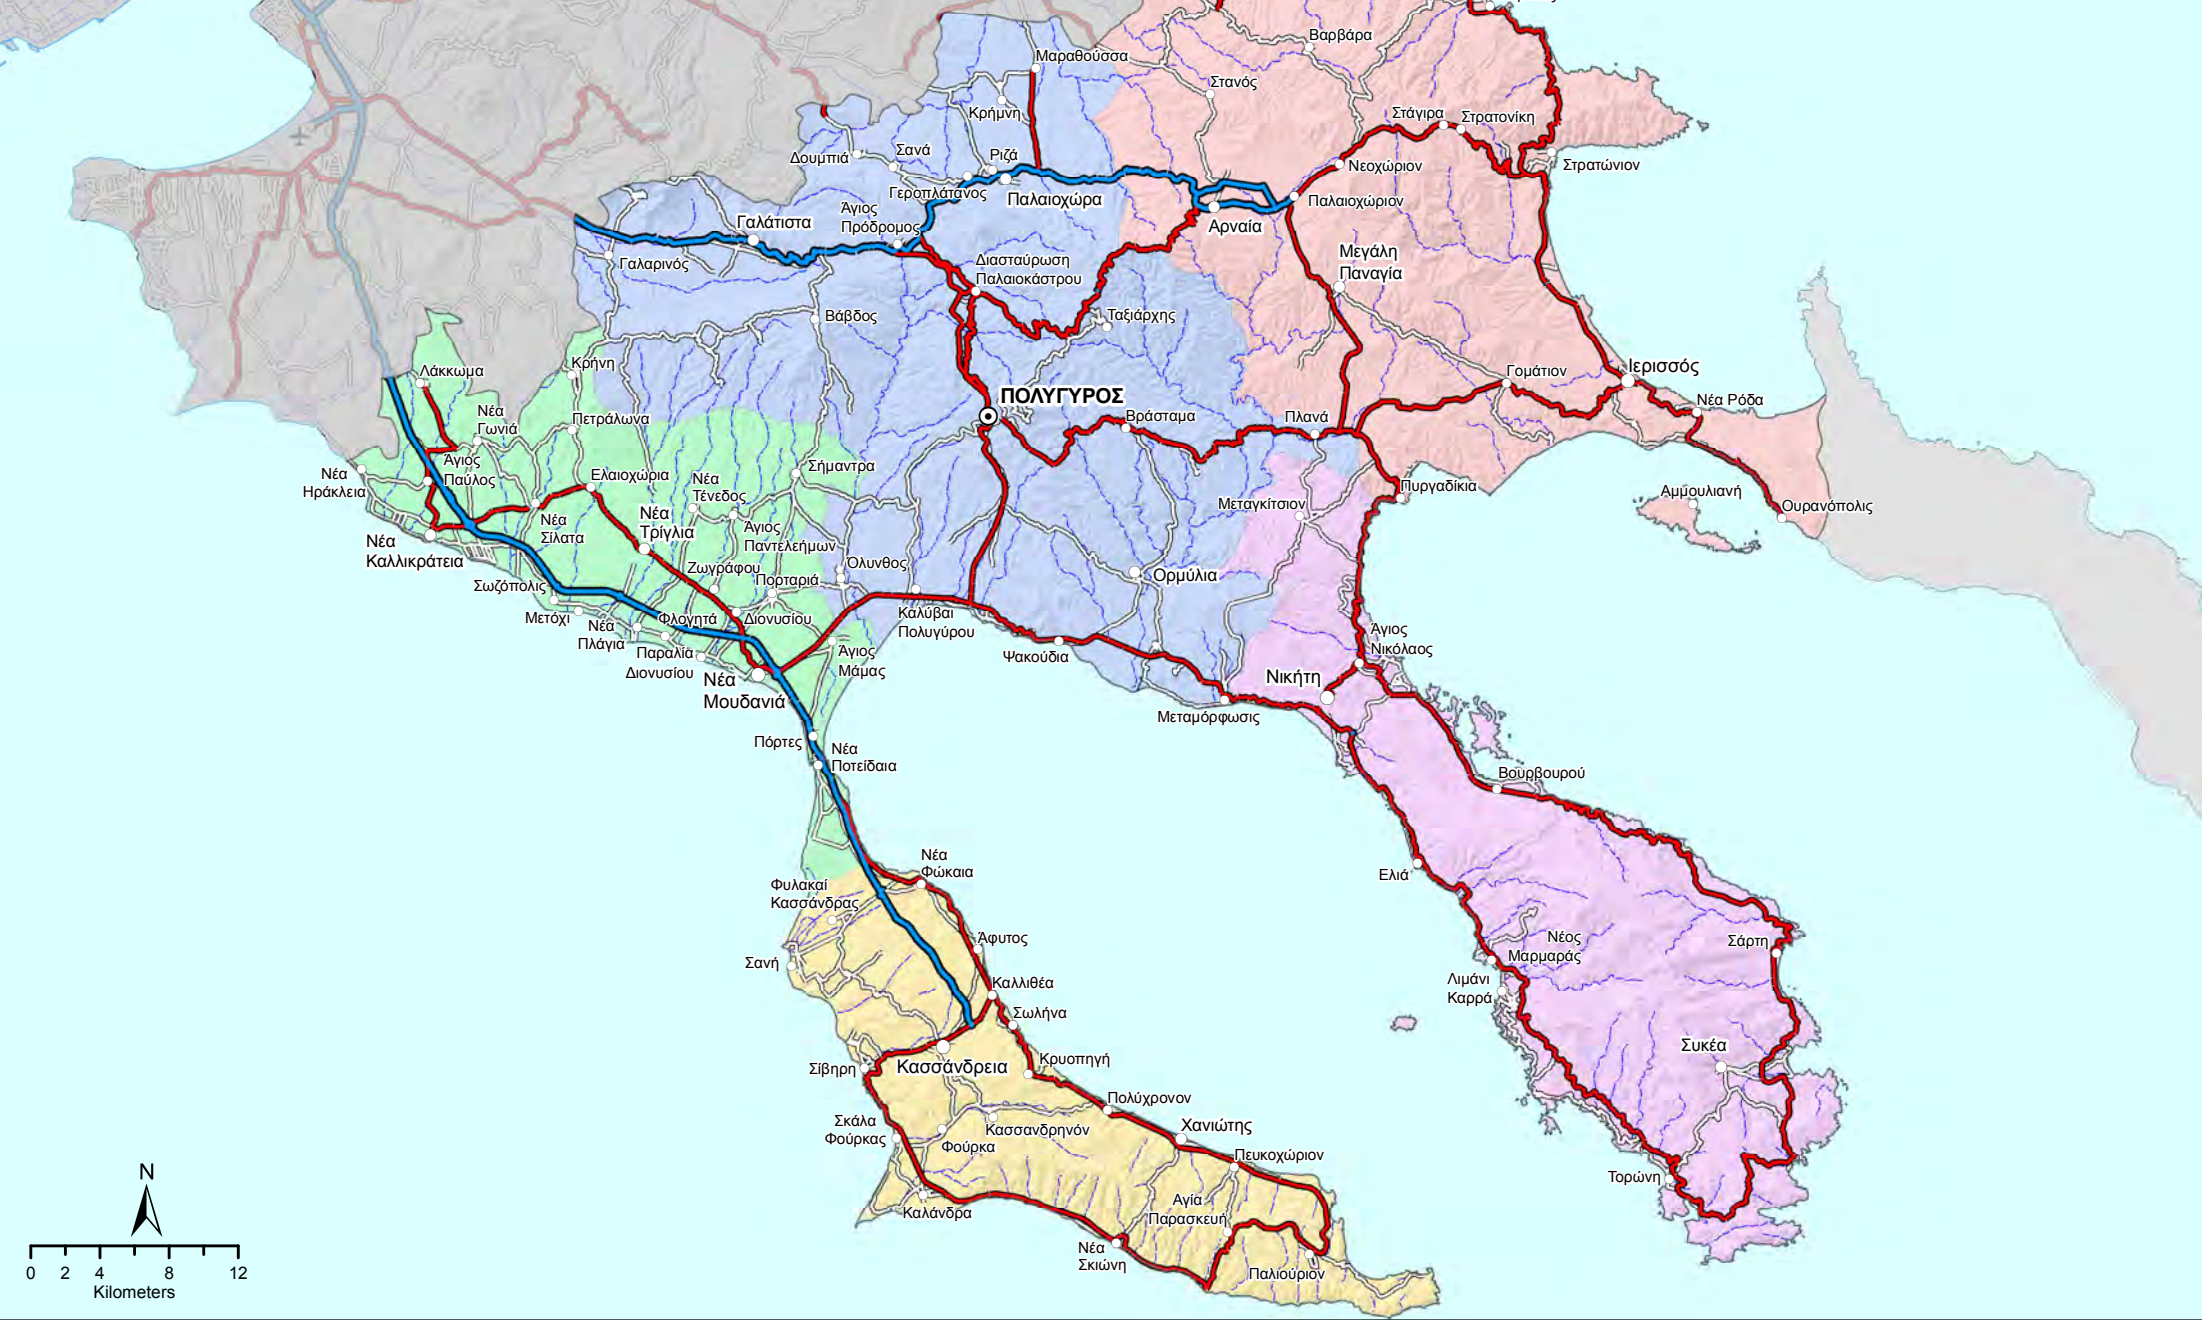 Βαρβάρα
Μαραθούσσα
Στανός
Κρήμνη
Στάγιρα
Στρατονίκη
Δουμπιά
Σανά
Ριζά
Νεοχώριον
Στρατώνιον
Γεροπλάτανος
Παλαιοχώρα
Παλαιοχώριον
Γαλάτιστα
Άγιος
Πρόδρομος
Αρναία
Γαλαρινός
Διασταύρωση
Παλαιοκάστρου
Μεγάλη
Παναγία
Βάβδος
Ταξιάρχης
Λάκκωμα
Κρήνη
Γομάτιον
Ιερισσός
Νέα Ρόδα
ΠΟΛΥΓΥΡΟΣ
Βράσταμα
Πλανά
Νέα
Γωνιά
Πετράλωνα
Άγιος
Παύλος
Νέα
Ηράκλεια
Ελαιοχώρια
Νέα
Τένεδος
Σήμαντρα
Πυργαδίκια
Αμμουλιανή
Ουρανόπολις
Μεταγκίτσιον
Νέα
Σίλατα
Νέα
Τρίγλια
Άγιος
Παντελεήμων
Νέα
Καλλικράτεια
Ζωγράφου
Πορταριά
Όλυνθος
Ορμύλια
Σωζόπολις
Μετόχι
Νέα
Πλάγια
Φλογητά
Διονυσίου
Καλύβαι
Πολυγύρου
Παραλία
Διονυσίου
Άγιος
Μάμας
Ψακούδια
Άγιος
Νικόλαος
Νικήτη
Νέα
Μουδανιά
Μεταμόρφωσις
Πόρτες
Νέα
Ποτείδαια
Βουρβουρού
Νέα
Φώκαια
Ελιά
Φυλακαί
Κασσάνδρας
Άφυτος
Σανή
Νέος
Μαρμαράς
Σάρτη
Λιμάνι
Καρρά
Καλλιθέα
Σωλήνα
Κρυοπηγή
Συκέα
Σίβηρη
Κασσάνδρεια
Πολύχρονον
Σκάλα
Φούρκας
Φούρκα
Κασσανδρηνόν
Χανιώτης
Πευκοχώριον
Τορώνη
Καλάνδρα
Αγία
Παρασκευή
Νέα
Σκιώνη
Παλιούριον
N
0 2 4 8 12
Kilometers